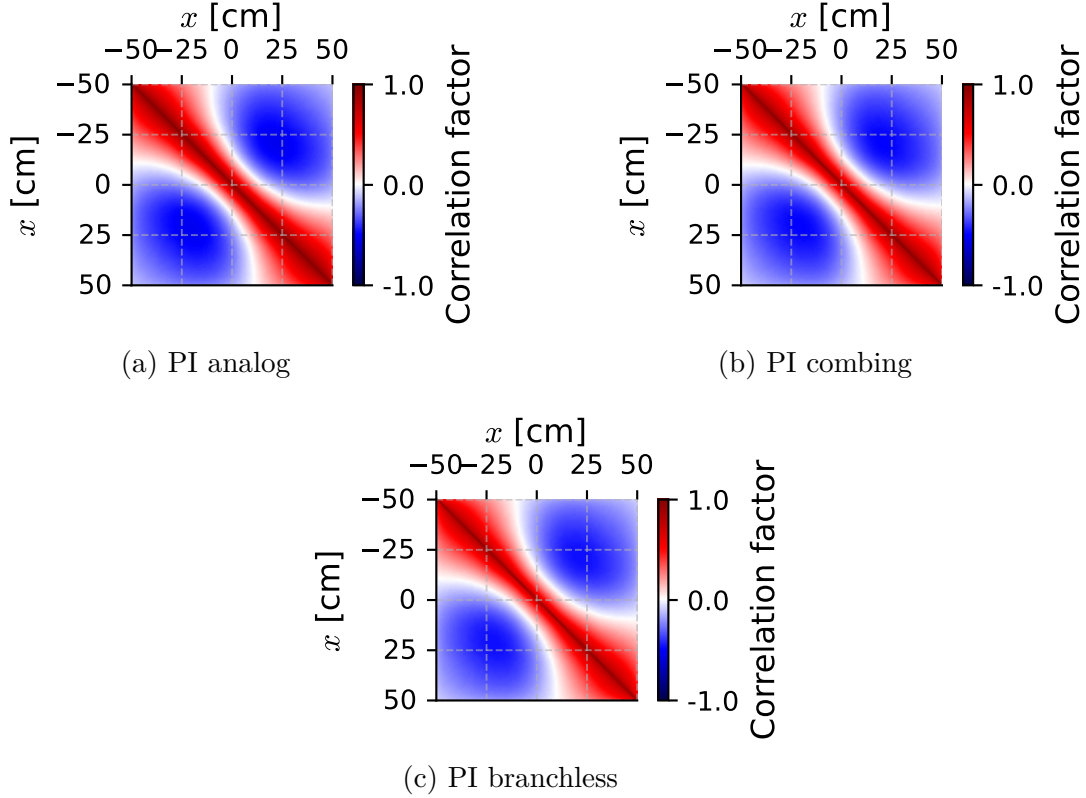 x [cm]
−50 −25 0 25 50
−50
−25
0
25
50
x [cm]
1.0
0.0
-1.0
Correlation factor
(a) PI analog
x [cm]
−50 −25 0 25 50
−50
−25
0
25
50
x [cm]
1.0
0.0
-1.0
Correlation factor
(b) PI combing
x [cm]
−50 −25 0 25 50
−50
−25
0
25
50
x [cm]
1.0
0.0
-1.0
Correlation factor
(c) PI branchless